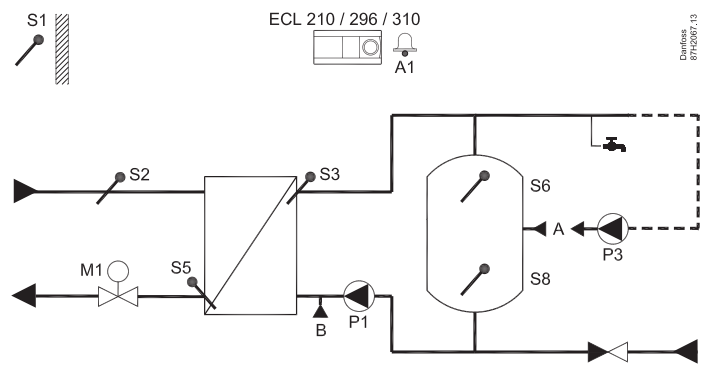 S1
ECL 210 / 296 / 310
A1
Danfoss
87H2067.13
S2
S3
S6
A
P3
M1
S5
S8
B
P1